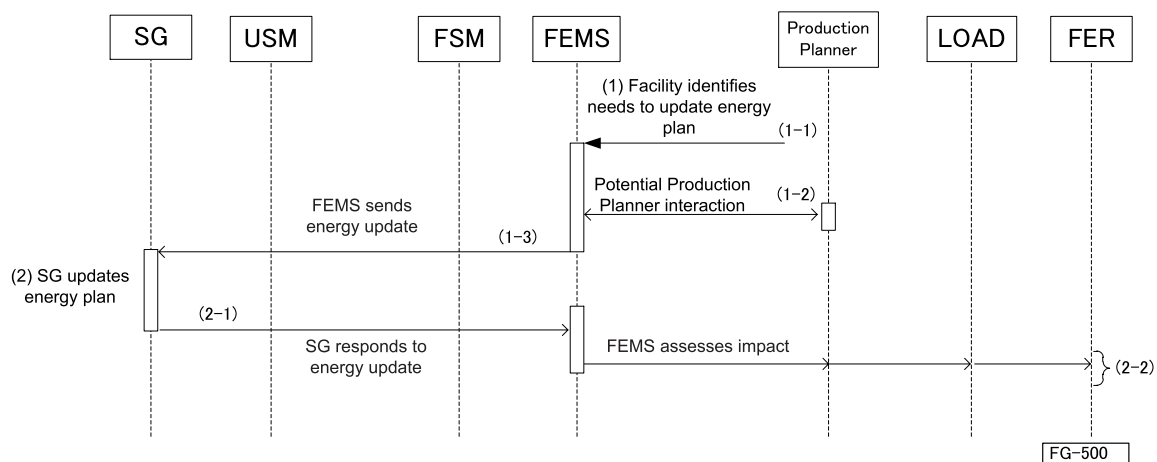 SG
USM
FSM
FEMS
Production
Planner
LOAD
FER
(1) Facility identifies
needs to update energy
plan
(1-1)
Potential Production
Planner interaction
(1-2)
FEMS sends
energy update
(1-3)
(2) SG updates
energy plan
(2-1)
SG responds to
energy update
FEMS assesses impact
(2-2)
FG-500